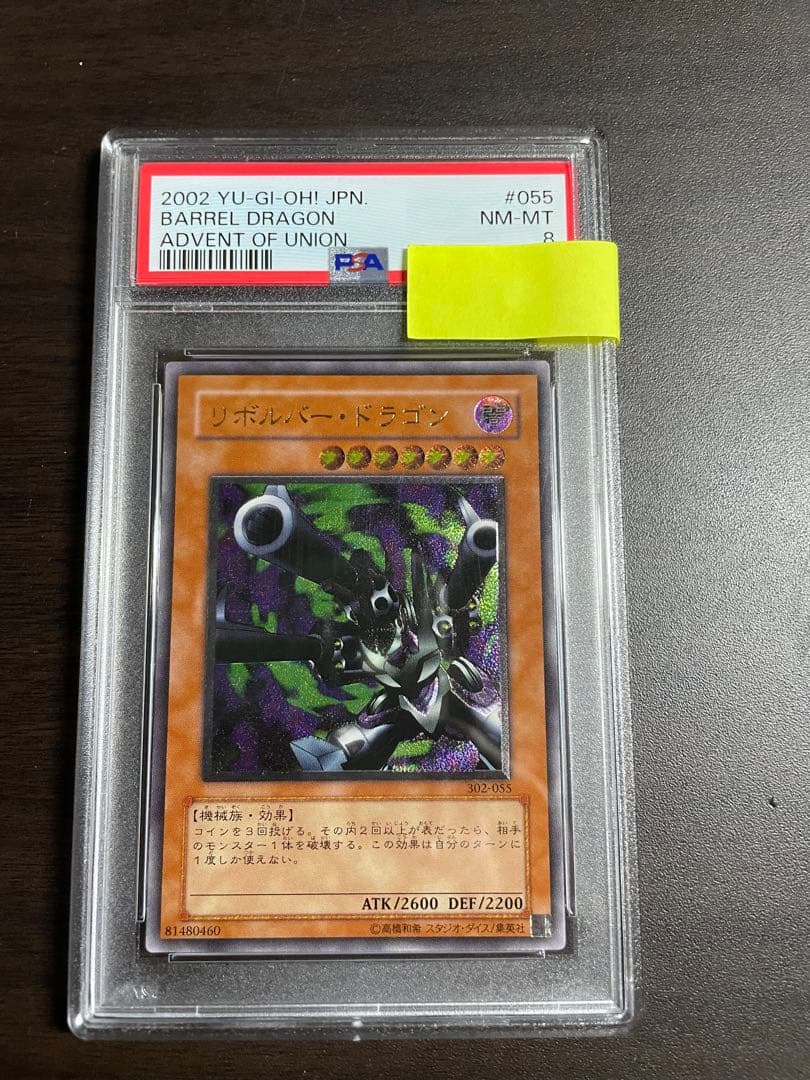 2002 YU-GI-OH! JPN. #055
BARREL DRAGON NM-MT
ADVENT OF UNION 8
PSA
リボルバー・ドラゴン 闇
302-055
【機械族・効果】
コインを3回投げる。その内2回以上が表だったら、相手
のモンスター1体を破壊する。この効果は自分のターンに
1度しか使えない。
ATK/2600 DEF/2200
81480460 ©高橋和希 スタジオ・ダイス/集英社